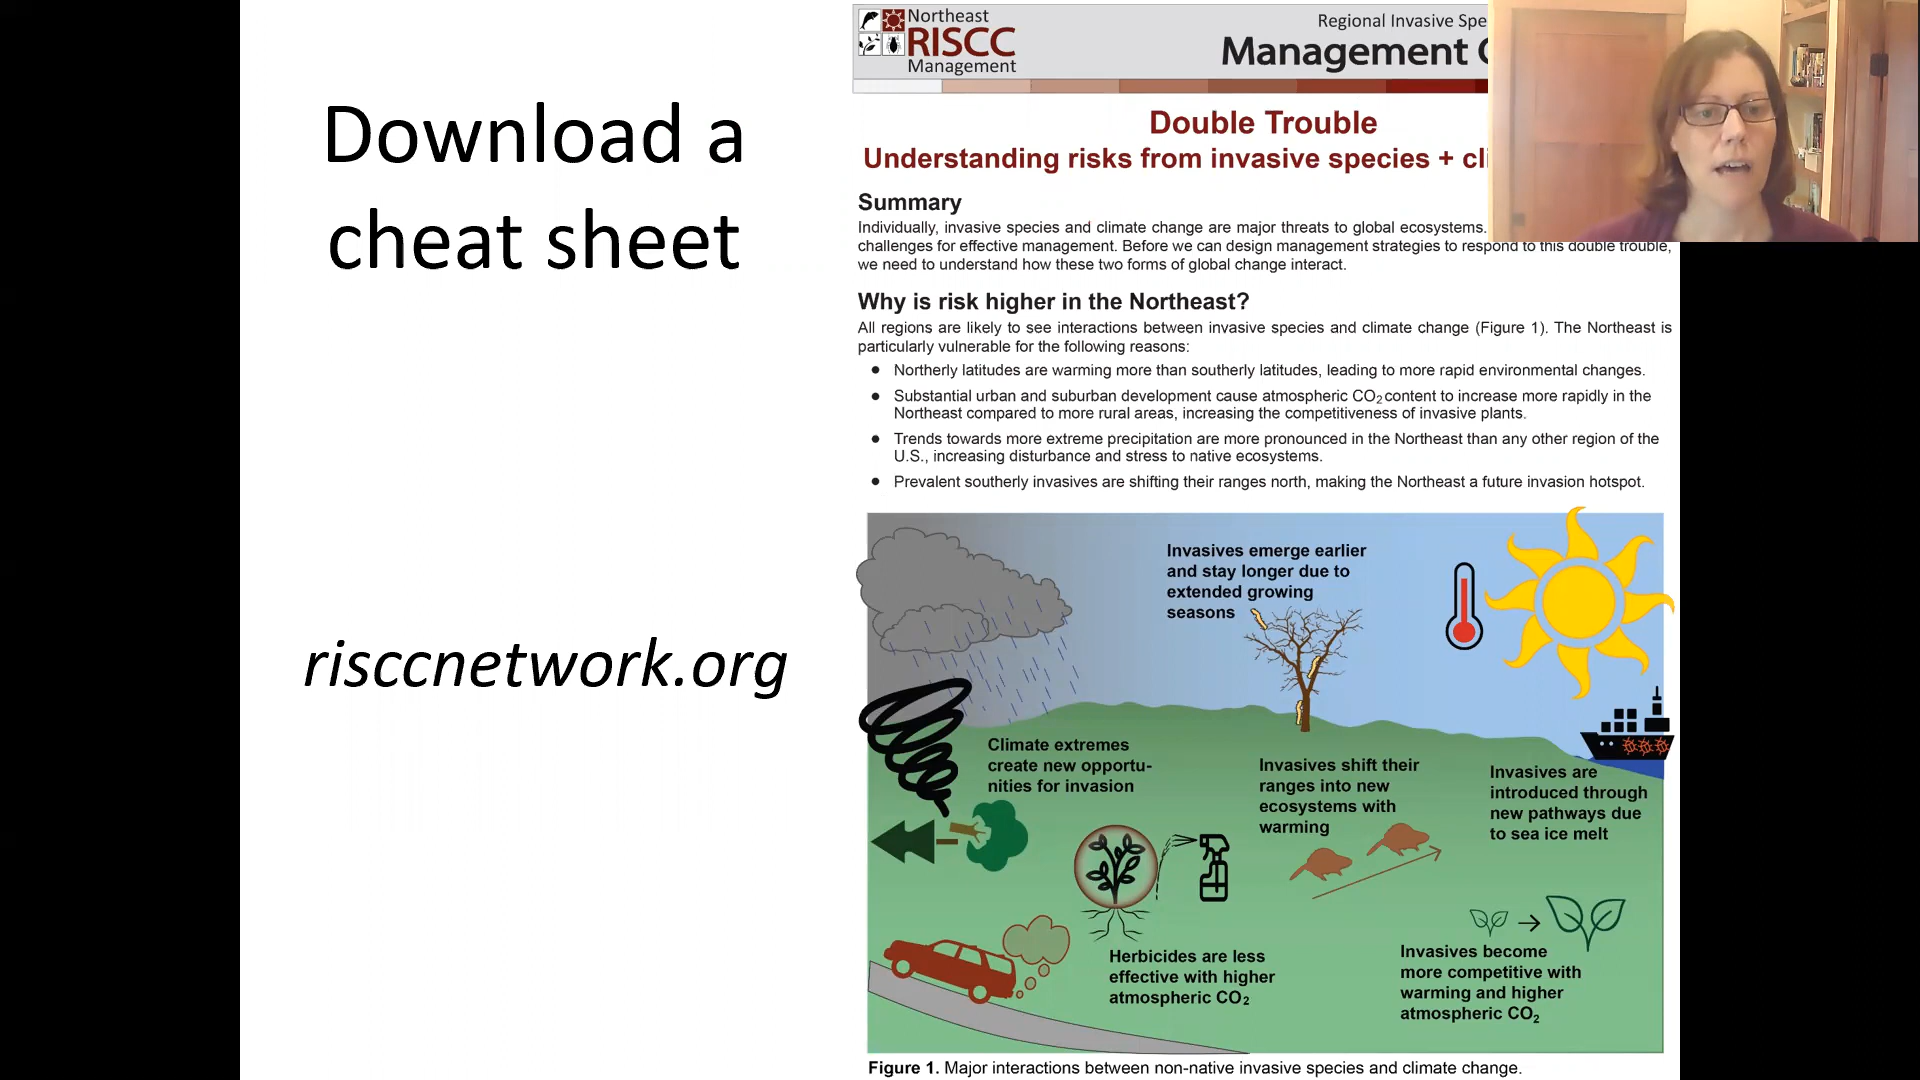 Download a
cheat sheet
risccnetwork.org
Northeast
RISCC
Management
Regional Invasive
Management
Double Trouble
Understanding risks from invasive species +
Summary
Individually, invasive species and climate change are major threats to global ecosystems.
challenges for effective management. Before we can design management strategies to respond to this double trouble,
we need to understand how these two forms of global change interact.
Why is risk higher in the Northeast?
All regions are likely to see interactions between invasive species and climate change (Figure 1). The Northeast is
particularly vulnerable for the following reasons:
● Northerly latitudes are warming more than southerly latitudes, leading to more rapid environmental changes.
● Substantial urban and suburban development cause atmospheric CO₂ content to increase more rapidly in the
Northeast compared to more rural areas, increasing the competitiveness of invasive plants.
● Trends towards more extreme precipitation are more pronounced in the Northeast than any other region of the
U.S., increasing disturbance and stress to native ecosystems.
● Prevalent southerly invasives are shifting their ranges north, making the Northeast a future invasion hotspot.
Invasives emerge earlier
and stay longer due to
extended growing
seasons
Climate extremes
create new opportu-
nities for invasion
Invasives shift their
ranges into new
ecosystems with
warming
Invasives are
introduced through
new pathways due
to sea ice melt
Herbicides are less
effective with higher
atmospheric CO₂
Invasives become
more competitive with
warming and higher
atmospheric CO₂
Figure 1. Major interactions between non-native invasive species and climate change.